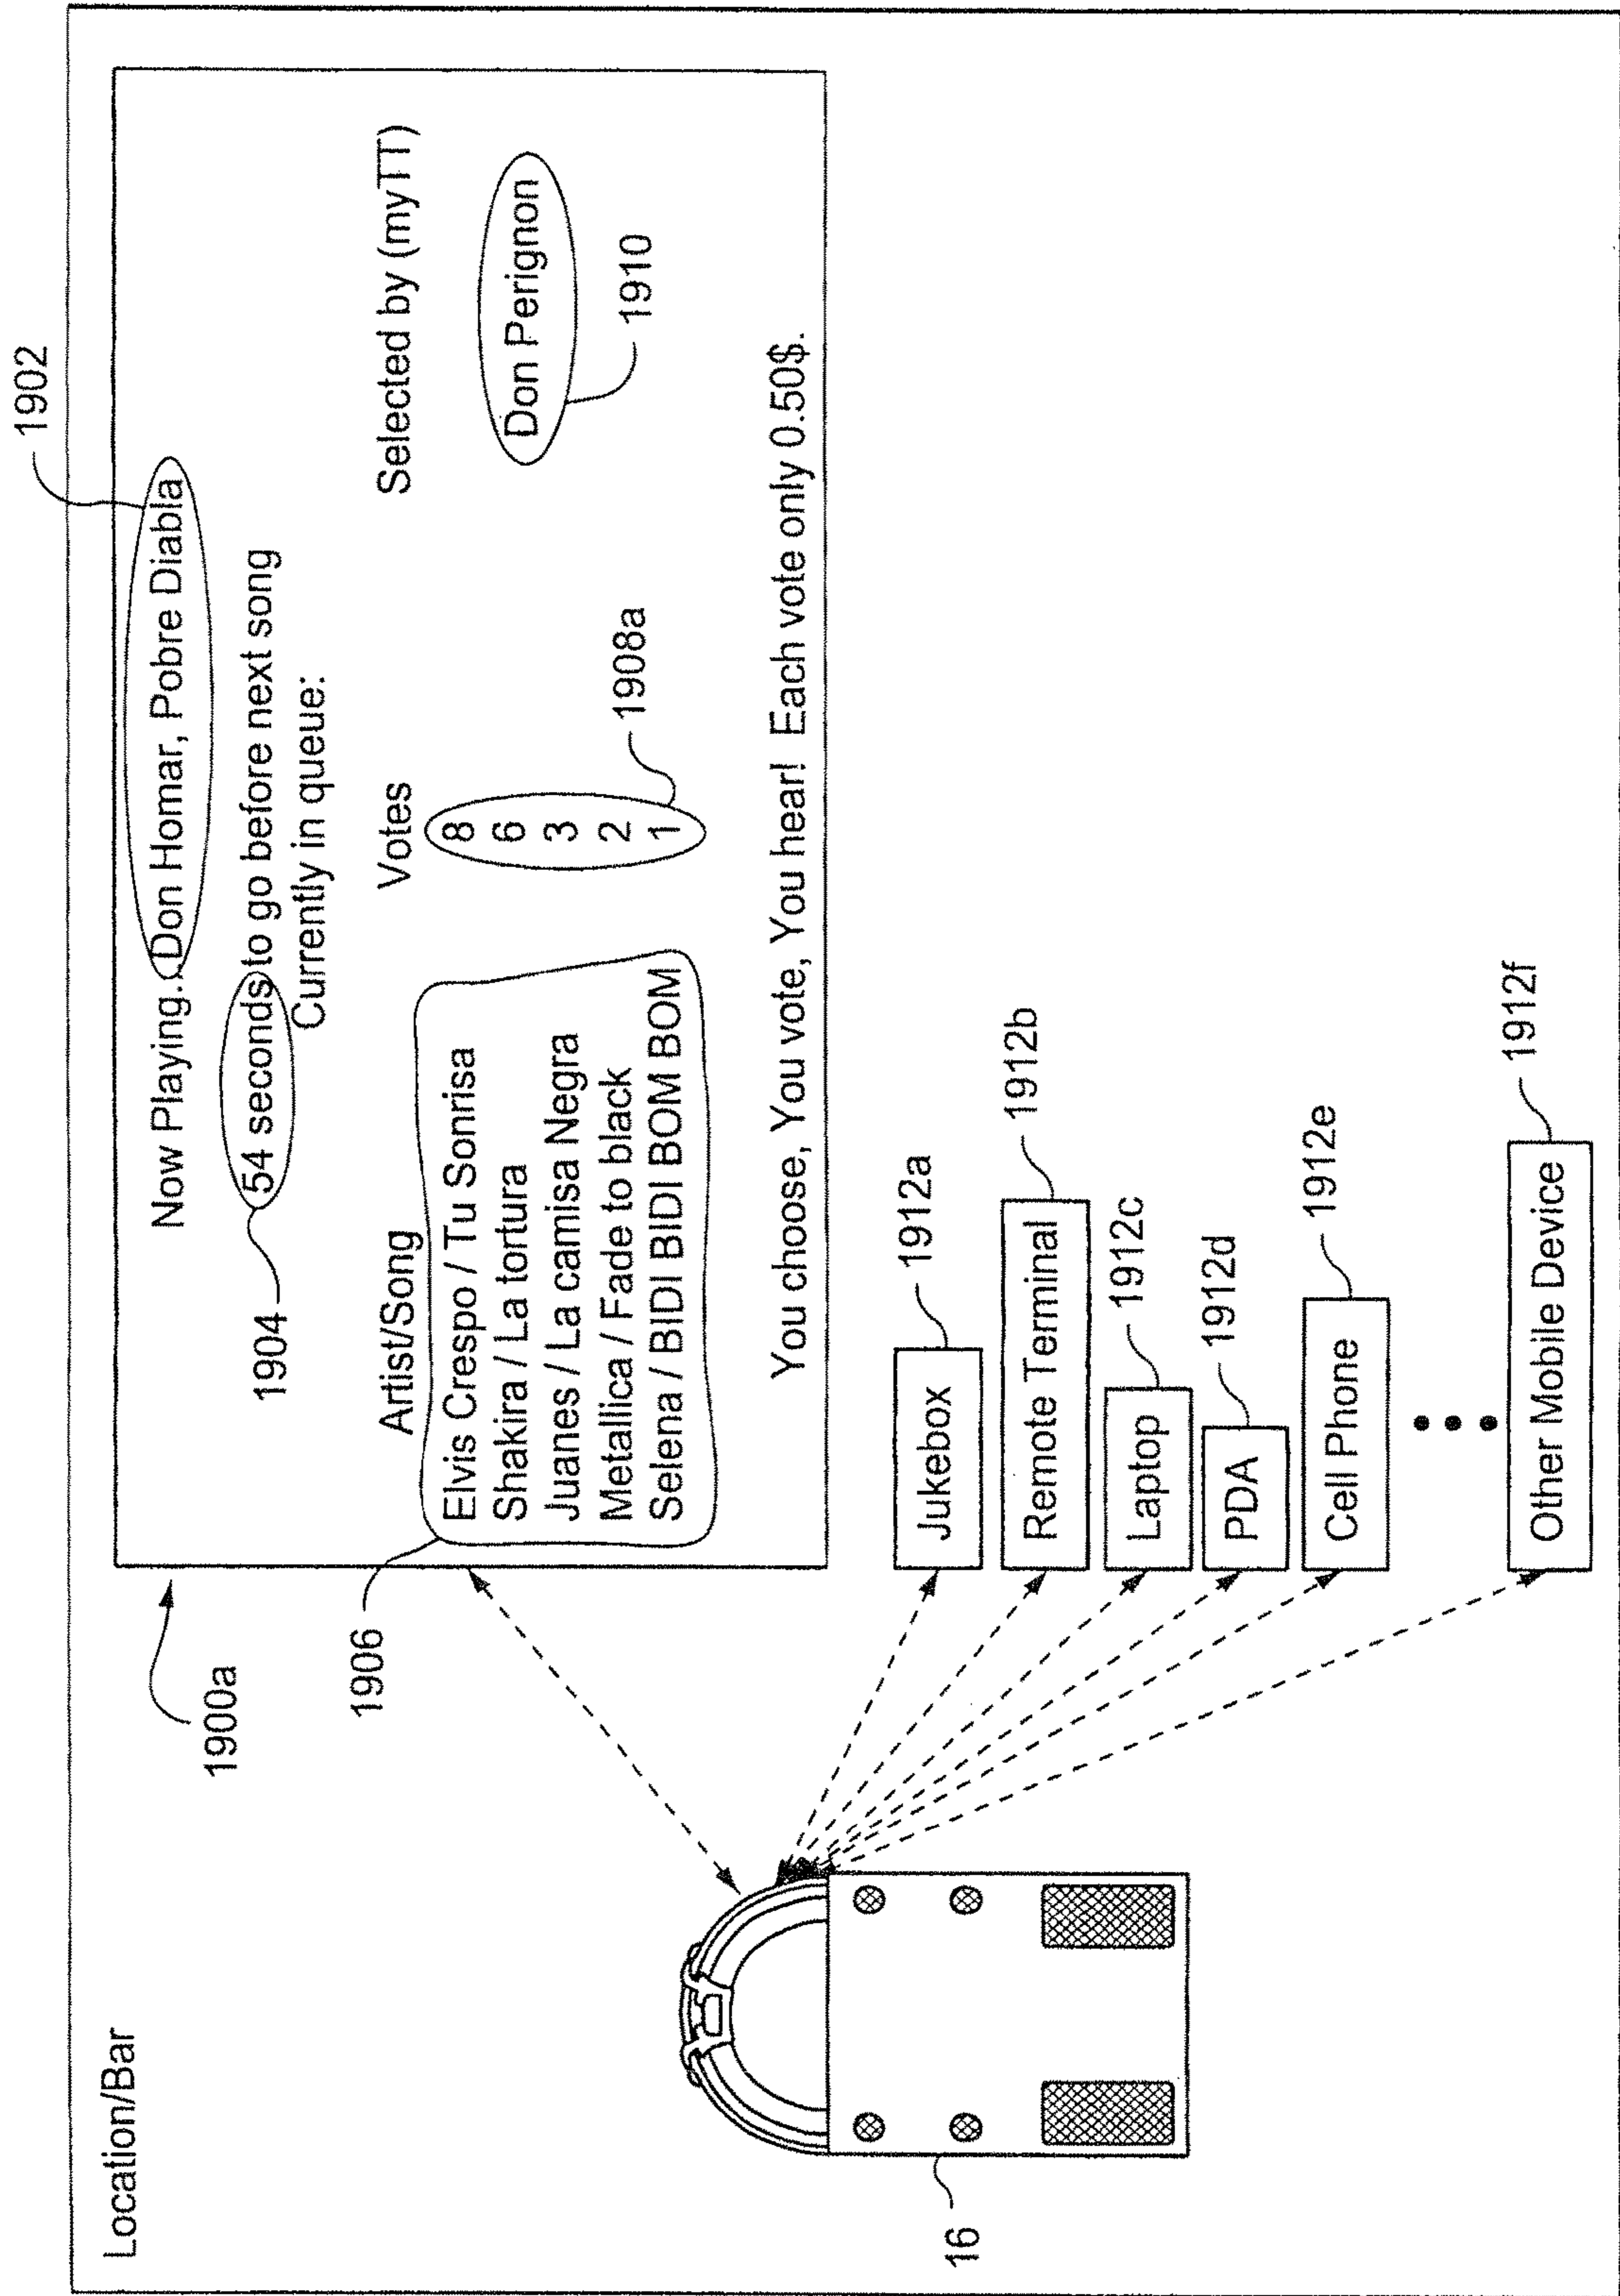 Location/Bar
1902
Now Playing...Don Homar, Pobre Diabla
54 seconds to go before next song
Currently in queue:
1904
1900a
1906
Artist/Song Votes Selected by (myTT)
Elvis Crespo / Tu Sonrisa 8
Shakira / La tortura 6 Don Perignon
Juanes / La camisa Negra 3
Metallica / Fade to black 2
Selena / BIDI BIDI BOM BOM 1
1908a
1910
You choose, You vote, You hear! Each vote only 0.50$.
Jukebox
1912a
Remote Terminal
1912b
Laptop
1912c
PDA
1912d
Cell Phone
1912e
Other Mobile Device
1912f
16